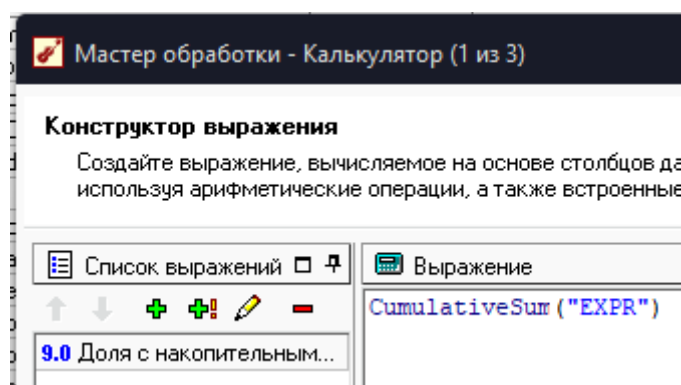 Мастер обработки - Калькулятор (1 из 3)
Конструктор выражения
Создайте выражение, вычисляемое на основе столбцов
используя арифметические операции, а также встроенные
Список выражений
Выражение
CumulativeSum("EXPR")
9.0 Доля с накопительным...